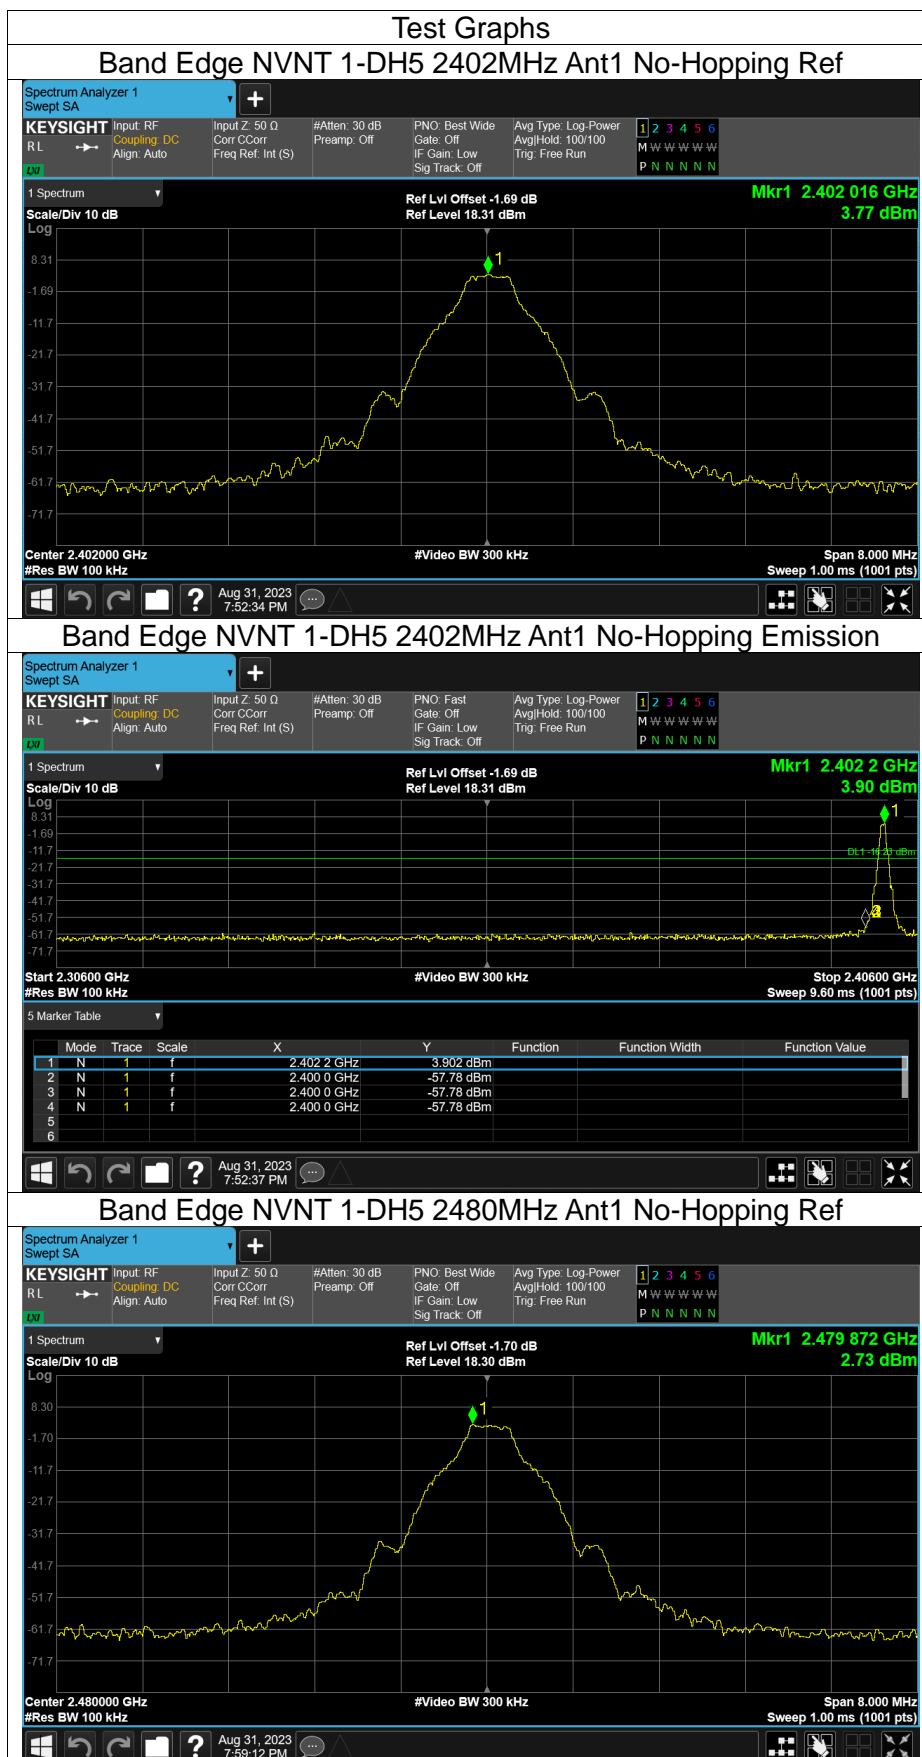 Test Graphs
Band Edge NVNT 1-DH5 2402MHz Ant1 No-Hopping Ref
Spectrum Analyzer 1
Swept SA
KEYSIGHT Input: RF Input Z: 50 Ω #Atten: 30 dB PNO: Best Wide Avg Type: Log-Power 1 2 3 4 5 6
RL Coupling: DC Corr CCorr Preamp: Off Gate: Off Avg|Hold: 100/100 M W W W W W
Align: Auto Freq Ref: Int (S) IF Gain: Low Trig: Free Run
LXI Sig Track: Off P N N N N N
1 Spectrum Ref Lvl Offset -1.69 dB Mkr1 2.402 016 GHz
Scale/Div 10 dB Ref Level 18.31 dBm 3.77 dBm
Log
1
8.31
-1.69
-11.7
-21.7
-31.7
-41.7
-51.7
-61.7
-71.7
Center 2.402000 GHz #Video BW 300 kHz Span 8.000 MHz
#Res BW 100 kHz Sweep 1.00 ms (1001 pts)
? Aug 31, 2023
7:52:34 PM
Band Edge NVNT 1-DH5 2402MHz Ant1 No-Hopping Emission
Spectrum Analyzer 1
Swept SA
KEYSIGHT Input: RF Input Z: 50 Ω #Atten: 30 dB PNO: Fast Avg Type: Log-Power 1 2 3 4 5 6
RL Coupling: DC Corr CCorr Preamp: Off Gate: Off Avg|Hold: 100/100 M W W W W W
Align: Auto Freq Ref: Int (S) IF Gain: Low Trig: Free Run
LXI Sig Track: Off P N N N N N
1 Spectrum Ref Lvl Offset -1.69 dB Mkr1 2.402 2 GHz
Scale/Div 10 dB Ref Level 18.31 dBm 3.90 dBm
Log
1
8.31
-1.69
-11.7
DL1 -16.23 dBm
-21.7
-31.7
-41.7
-51.7
-61.7
-71.7
Start 2.30600 GHz #Video BW 300 kHz Stop 2.40600 GHz
#Res BW 100 kHz Sweep 9.60 ms (1001 pts)
5 Marker Table
Mode Trace Scale X Y Function Function Width Function Value
1 N 1 f 2.402 2 GHz 3.902 dBm
2 N 1 f 2.400 0 GHz -57.78 dBm
3 N 1 f 2.400 0 GHz -57.78 dBm
4 N 1 f 2.400 0 GHz -57.78 dBm
5
6
? Aug 31, 2023
7:52:37 PM
Band Edge NVNT 1-DH5 2480MHz Ant1 No-Hopping Ref
Spectrum Analyzer 1
Swept SA
KEYSIGHT Input: RF Input Z: 50 Ω #Atten: 30 dB PNO: Best Wide Avg Type: Log-Power 1 2 3 4 5 6
RL Coupling: DC Corr CCorr Preamp: Off Gate: Off Avg|Hold: 100/100 M W W W W W
Align: Auto Freq Ref: Int (S) IF Gain: Low Trig: Free Run
LXI Sig Track: Off P N N N N N
1 Spectrum Ref Lvl Offset -1.70 dB Mkr1 2.479 872 GHz
Scale/Div 10 dB Ref Level 18.30 dBm 2.73 dBm
Log
1
8.30
-1.70
-11.7
-21.7
-31.7
-41.7
-51.7
-61.7
-71.7
Center 2.480000 GHz #Video BW 300 kHz Span 8.000 MHz
#Res BW 100 kHz Sweep 1.00 ms (1001 pts)
? Aug 31, 2023
7:59:12 PM